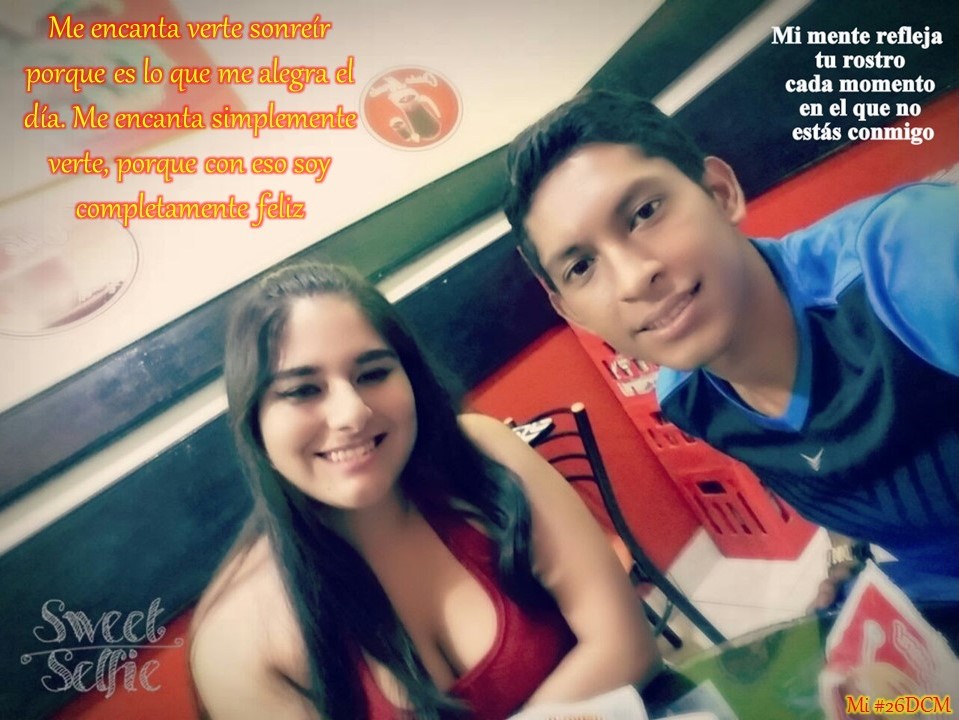 Me encanta verte sonreír
porque es lo que me alegra el
día. Me encanta simplemente
verte, porque con eso soy
completamente feliz
Mi mente refleja
tu rostro
cada momento
en el que no
estás conmigo
Sweet
Selfie
Mi #26DCM